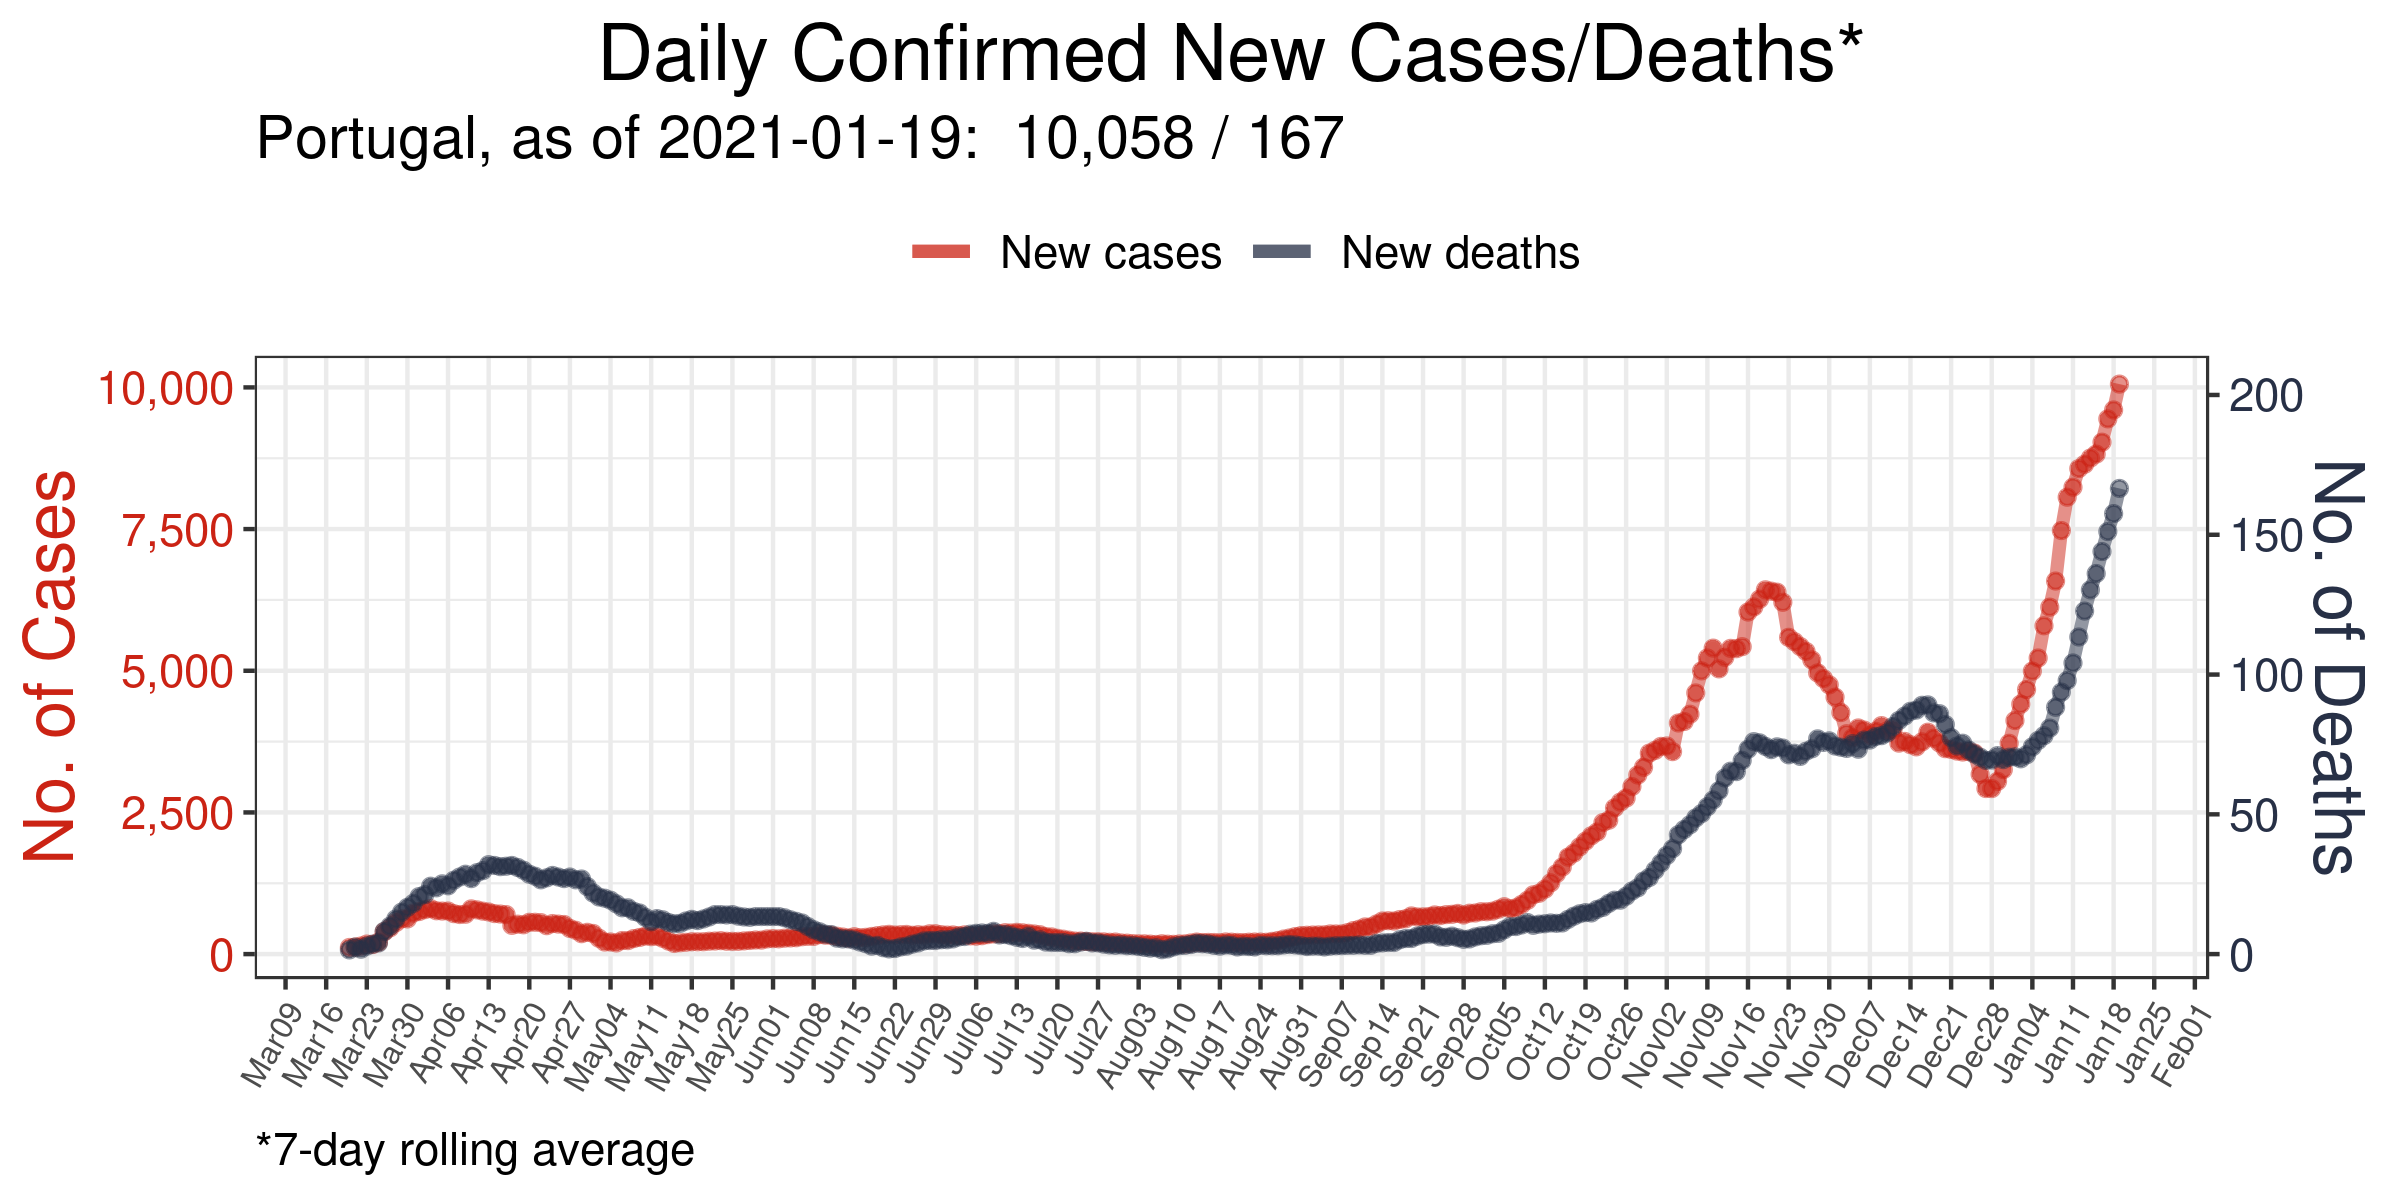 Daily Confirmed New Cases/Deaths*
Portugal, as of 2021-01-19:  10,058 / 167
New cases New deaths
No. of Cases
10,000
7,500
5,000
2,500
0
200
150
100
50
0
No. of Deaths
Mar09 Mar16 Mar23 Mar30 Apr06 Apr13 Apr20 Apr27 May04 May11 May18 May25 Jun01 Jun08 Jun15 Jun22 Jun29 Jul06 Jul13 Jul20 Jul27 Aug03 Aug10 Aug17 Aug24 Aug31 Sep07 Sep14 Sep21 Sep28 Oct05 Oct12 Oct19 Oct26 Nov02 Nov09 Nov16 Nov23 Nov30 Dec07 Dec14 Dec21 Dec28 Jan04 Jan11 Jan18 Jan25 Feb01
*7-day rolling average